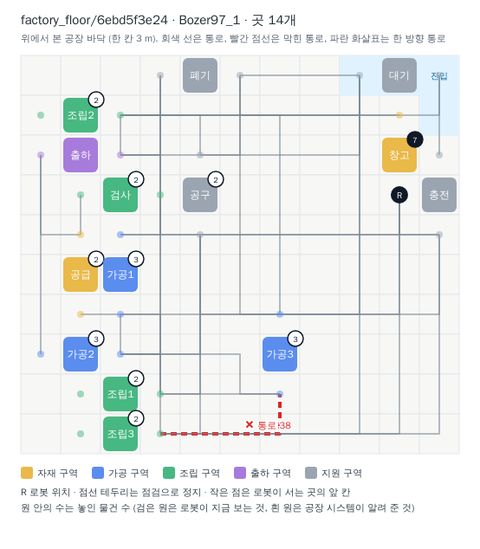 factory_floor/6ebd5f3e24 · Bozer97_1 · 곳 14개
위에서 본 공장 바닥 (한 칸 3 m). 회색 선은 통로, 빨간 점선은 막힌 통로, 파란 화살표는 한 방향 통로
폐기 대기 진입
2
조립2
7
출하 창고
2 2 R
검사 공구 충전
2 3
공급 가공1
3 3
가공2 가공3
2
조립1
2
조립3 ✕ 통로38
자재 구역 가공 구역 조립 구역 출하 구역 지원 구역
R 로봇 위치 · 점선 테두리는 점검으로 정지 · 작은 점은 로봇이 서는 곳의 앞 칸
원 안의 수는 놓인 물건 수 (검은 원은 로봇이 지금 보는 것, 흰 원은 공장 시스템이 알려 준 것)